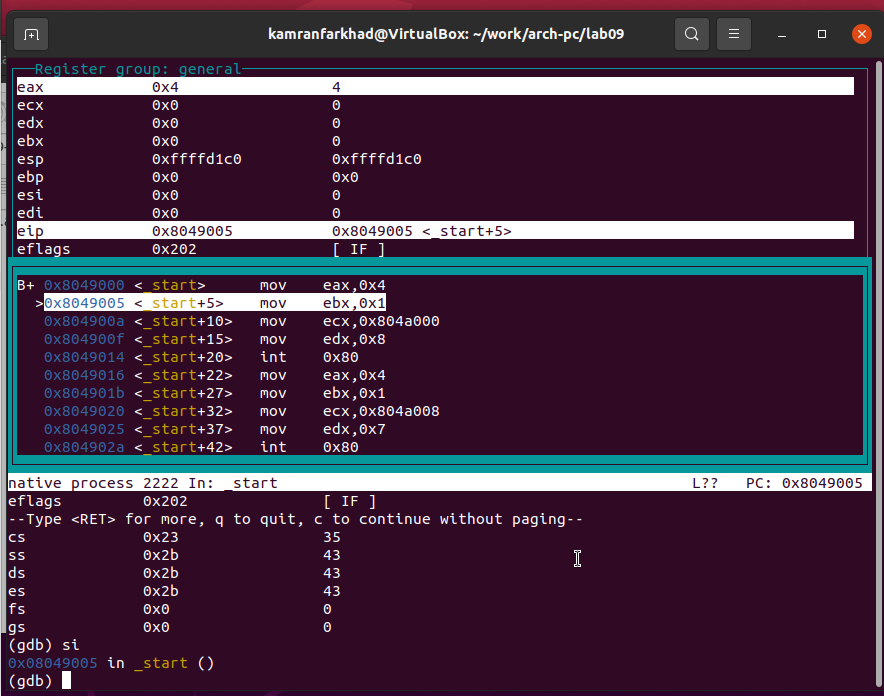 kamranfarkhad@VirtualBox: ~/work/arch-pc/lab09
Register group: general
eax 0x4 4
ecx 0x0 0
edx 0x0 0
ebx 0x0 0
esp 0xffffd1c0 0xffffd1c0
ebp 0x0 0x0
esi 0x0 0
edi 0x0 0
eip 0x8049005 0x8049005 <_start+5>
eflags 0x202 [ IF ]
B+ 0x8049000 <_start> mov eax,0x4
>0x8049005 <_start+5> mov ebx,0x1
0x804900a <_start+10> mov ecx,0x804a000
0x804900f <_start+15> mov edx,0x8
0x8049014 <_start+20> int 0x80
0x8049016 <_start+22> mov eax,0x4
0x804901b <_start+27> mov ebx,0x1
0x8049020 <_start+32> mov ecx,0x804a008
0x8049025 <_start+37> mov edx,0x7
0x804902a <_start+42> int 0x80
native process 2222 In: _start L?? PC: 0x8049005
eflags 0x202 [ IF ]
--Type <RET> for more, q to quit, c to continue without paging--
cs 0x23 35
ss 0x2b 43
ds 0x2b 43
es 0x2b 43
fs 0x0 0
gs 0x0 0
(gdb) si
0x08049005 in _start ()
(gdb)